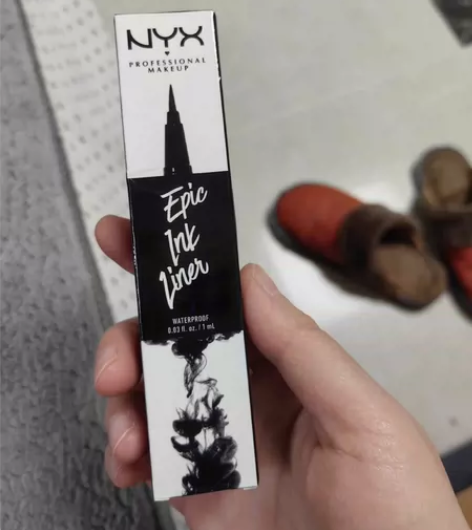 NYX
PROFESSIONAL
MAKEUP
Epic
Ink
Liner
WATERPROOF
0.03 fl. oz. / 1 mL